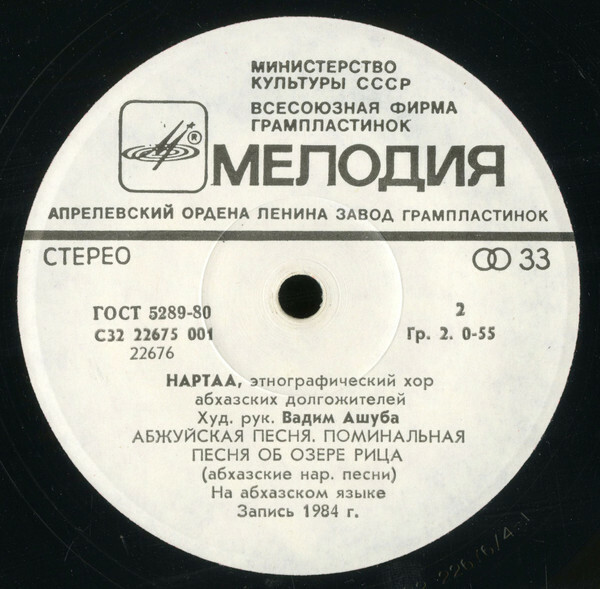 МИНИСТЕРСТВО
КУЛЬТУРЫ СССР
ВСЕСОЮЗНАЯ ФИРМА
ГРАМПЛАСТИНОК
®
МЕЛОДИЯ
АПРЕЛЕВСКИЙ ОРДЕНА ЛЕНИНА ЗАВОД ГРАМПЛАСТИНОК
СТЕРЕО 33
ГОСТ 5289-80 2
С32 22675 001 Гр. 2. 0-55
22676
НАРТАА, этнографический хор
абхазских долгожителей
Худ. рук. Вадим Ашуба
АБЖУЙСКАЯ ПЕСНЯ. ПОМИНАЛЬНАЯ
ПЕСНЯ ОБ ОЗЕРЕ РИЦА
(абхазские нар. песни)
На абхазском языке
Запись 1984 г.